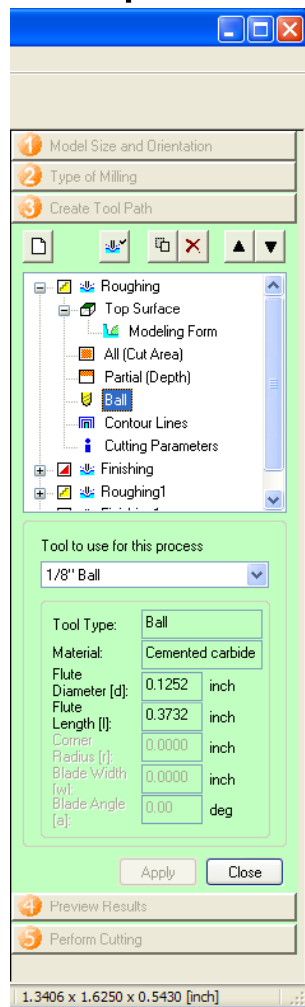 1 Model Size and Orientation
2 Type of Milling
3 Create Tool Path
Roughing
Top Surface
Modeling Form
All (Cut Area)
Partial (Depth)
Ball
Contour Lines
Cutting Parameters
Finishing
Roughing1
Tool to use for this process
1/8" Ball
Tool Type: Ball
Material: Cemented carbide
Flute
Diameter [d]: 0.1252 inch
Flute
Length [l]: 0.3732 inch
Corner
Radius [r]: 0.0000 inch
Blade Width
[w]: 0.0000 inch
Blade Angle
[a]: 0.00 deg
Apply Close
4 Preview Results
5 Perform Cutting
1.3406 x 1.6250 x 0.5430 [inch]